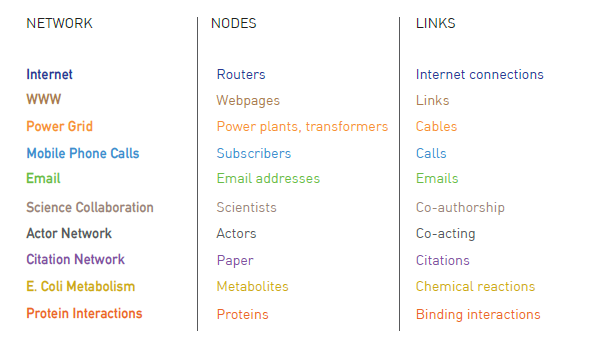 NETWORK NODES LINKS
Internet Routers Internet connections
WWW Webpages Links
Power Grid Power plants, transformers Cables
Mobile Phone Calls Subscribers Calls
Email Email addresses Emails
Science Collaboration Scientists Co-authorship
Actor Network Actors Co-acting
Citation Network Paper Citations
E. Coli Metabolism Metabolites Chemical reactions
Protein Interactions Proteins Binding interactions